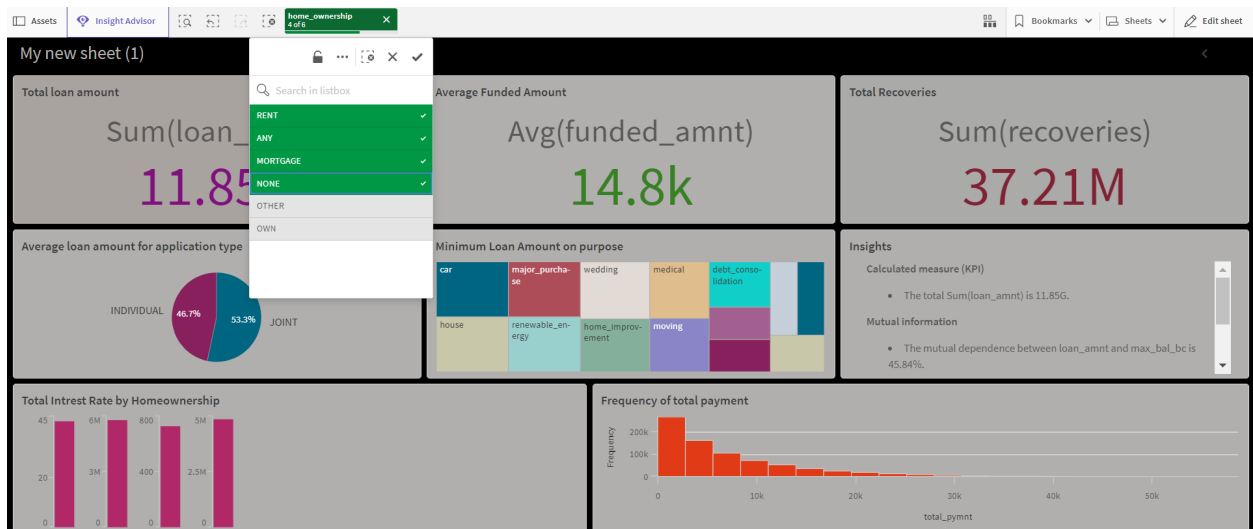 Assets
Insight Advisor
home_ownership
4 of 6
Bookmarks
Sheets
Edit sheet
My new sheet (1)
Search in listbox
RENT
ANY
MORTGAGE
NONE
OTHER
OWN
Total loan amount
Sum(loan_
11.85
Average Funded Amount
Avg(funded_amnt)
14.8k
Total Recoveries
Sum(recoveries)
37.21M
Average loan amount for application type
INDIVIDUAL
46.7%
53.3%
JOINT
Minimum Loan Amount on purpose
car
major_purcha-
se
wedding
medical
debt_conso-
lidation
house
renewable_en-
ergy
home_improv-
ement
moving
Insights
Calculated measure (KPI)
The total Sum(loan_amnt) is 11.85G.
Mutual information
The mutual dependence between loan_amnt and max_bal_bc is
45.84%.
Total Intrest Rate by Homeownership
45 6M 800 5M
20 3M 400 2.5M
0 0 0 0
Frequency of total payment
Frequency
200k
100k
0
0 10k 20k 30k 40k 50k
total_pymnt